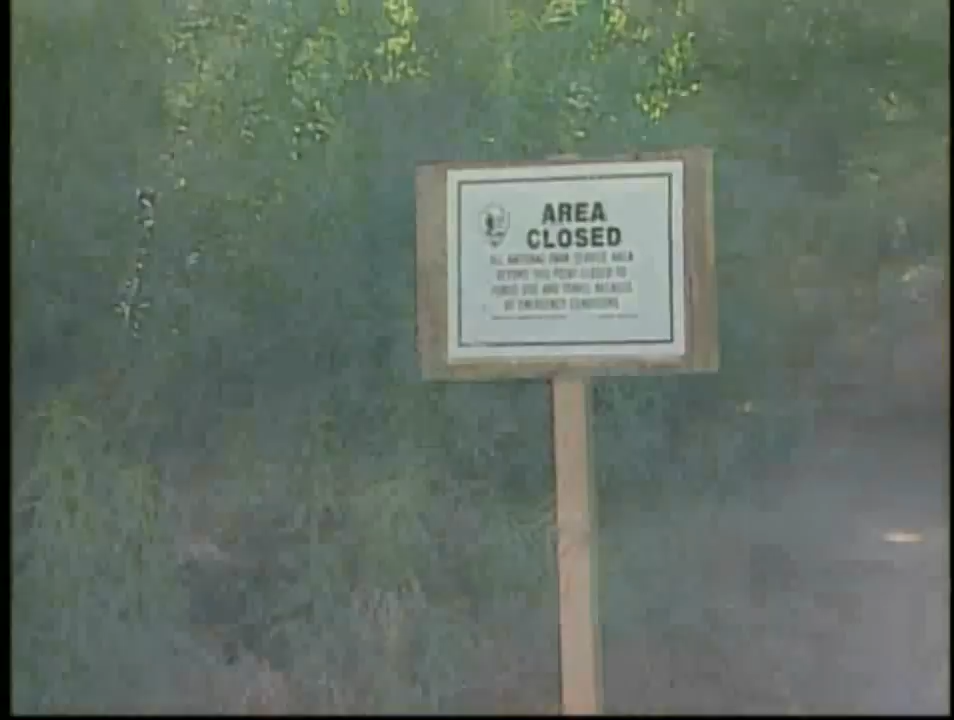 AREA
CLOSED
ALL NATIONAL PARK SERVICE AREA
BEYOND THIS POINT CLOSED TO
PUBLIC USE AND TRAVEL BECAUSE
OF EMERGENCY CONDITIONS